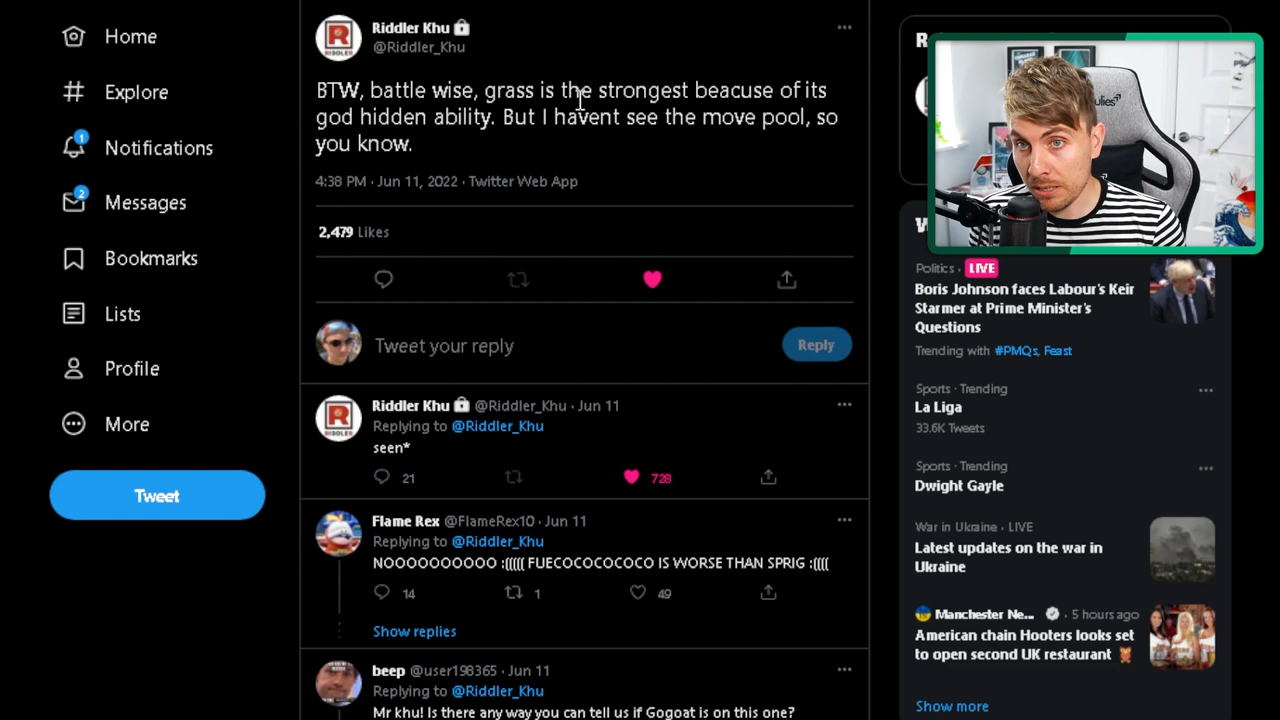 Home
Explore
1
Notifications
2
Messages
Bookmarks
Lists
Profile
More
Tweet
Riddler Khu
@Riddler_Khu
BTW, battle wise, grass is the strongest beacuse of its
god hidden ability. But I havent see the move pool, so
you know.
4:38 PM · Jun 11, 2022 · Twitter Web App
2,479 Likes
Tweet your reply
Reply
Riddler Khu @Riddler_Khu · Jun 11
Replying to @Riddler_Khu
seen*
21
728
Flame Rex @FlameRex10 · Jun 11
Replying to @Riddler_Khu
NOOOOOOOOOO :((((( FUECOCOCOCOCO IS WORSE THAN SPRIG :((((
14
1
49
Show replies
beep @user198365 · Jun 11
Replying to @Riddler_Khu
Mr khu! Is there any way you can tell us if Gogoat is on this one?
Politics · LIVE
Boris Johnson faces Labour's Keir
Starmer at Prime Minister's
Questions
Trending with #PMQs, Feast
Sports · Trending
La Liga
33.6K Tweets
Sports · Trending
Dwight Gayle
War in Ukraine · LIVE
Latest updates on the war in
Ukraine
Manchester Ne... · 5 hours ago
American chain Hooters looks set
to open second UK restaurant
Show more